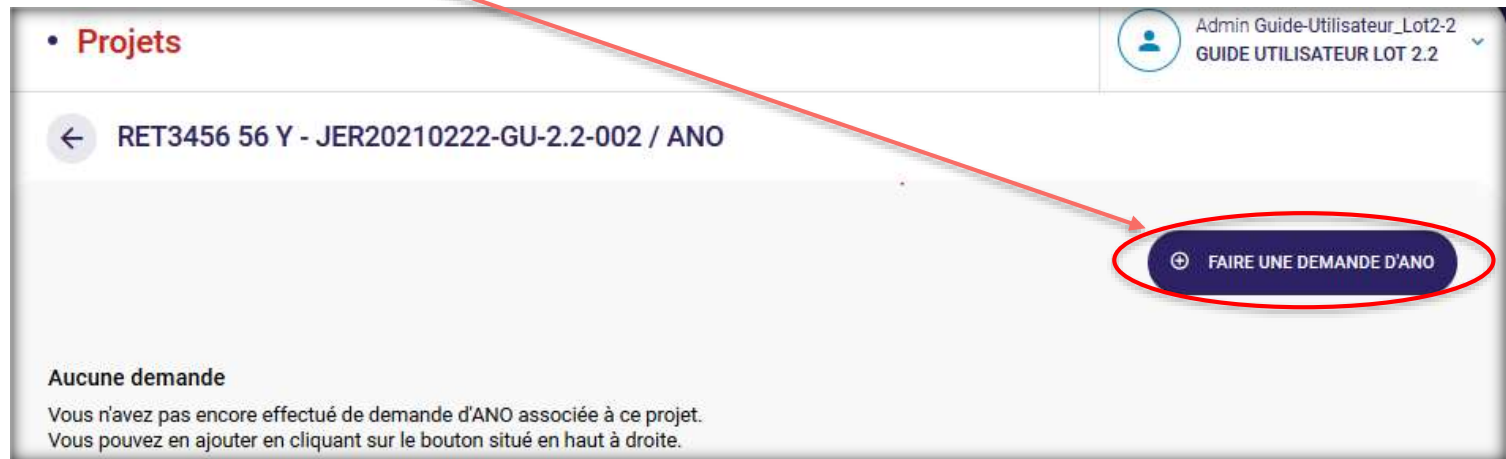 • Projets
Admin Guide-Utilisateur_Lot2-2
GUIDE UTILISATEUR LOT 2.2
RET3456 56 Y - JER20210222-GU-2.2-002 / ANO
FAIRE UNE DEMANDE D'ANO
Aucune demande
Vous n'avez pas encore effectué de demande d'ANO associée à ce projet.
Vous pouvez en ajouter en cliquant sur le bouton situé en haut à droite.